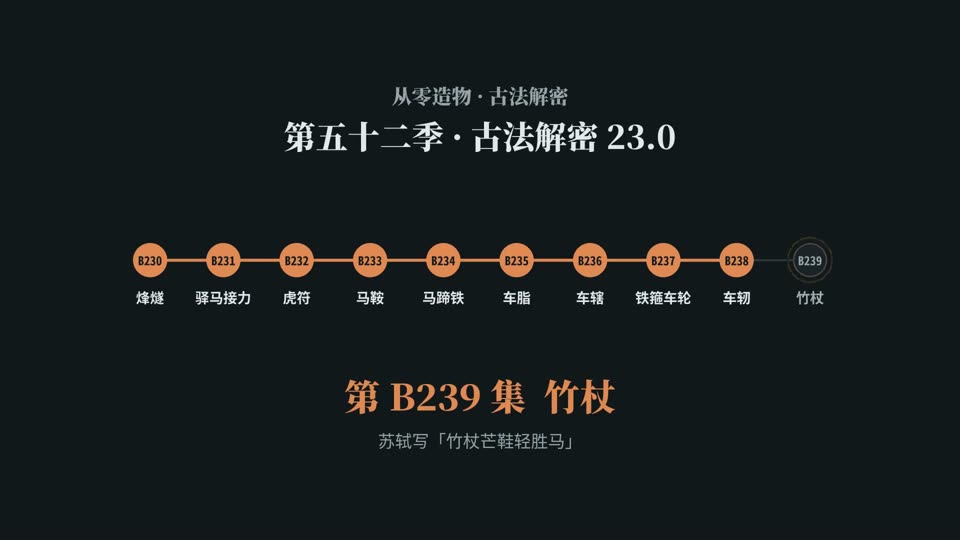 从零造物 · 古法解密
第五十二季 · 古法解密 23.0
B230 B231 B232 B233 B234 B235 B236 B237 B238 B239
烽燧 驿马接力 虎符 马鞍 马蹄铁 车脂 车辖 铁箍车轮 车轫 竹杖
第 B239 集 竹杖
苏轼写「竹杖芒鞋轻胜马」